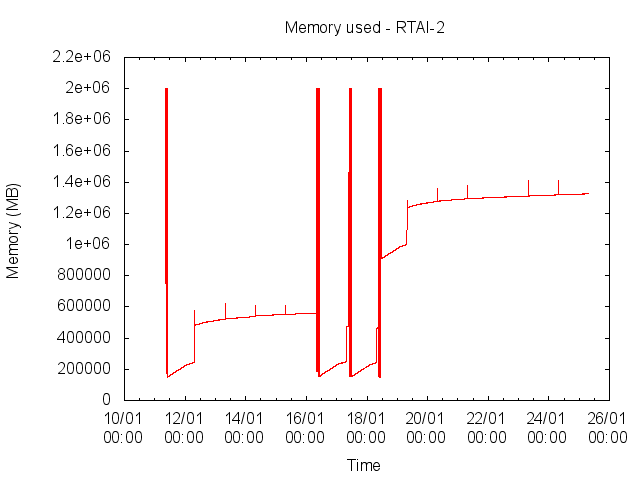 Memory used - RTAI-2
2.2e+06
2e+06
1.8e+06
1.6e+06
1.4e+06
1.2e+06
1e+06
800000
600000
400000
200000
0
Memory (MB)
10/01 12/01 14/01 16/01 18/01 20/01 22/01 24/01 26/01
00:00 00:00 00:00 00:00 00:00 00:00 00:00 00:00 00:00
Time